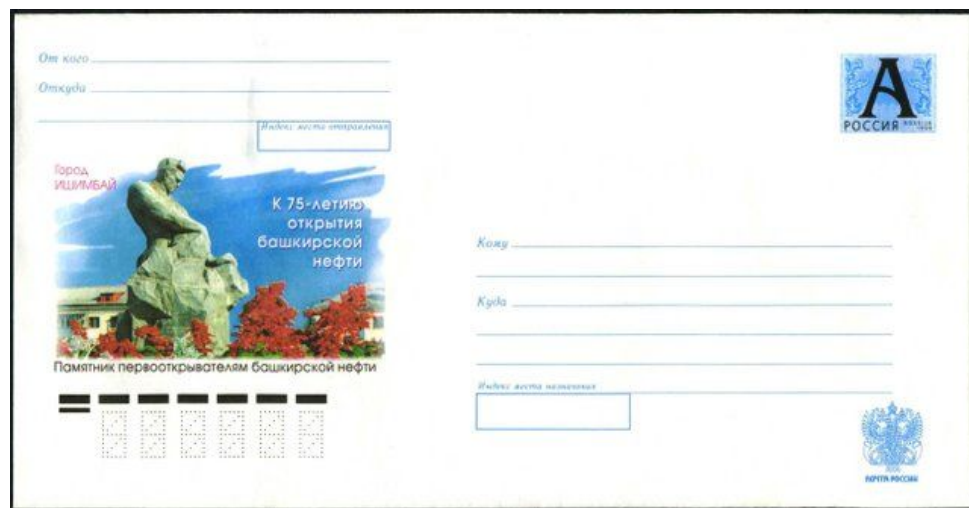 От кого
Откуда
Индекс места отправления
Город
ИШИМБАЙ
К 75-летию
открытия
башкирской
нефти
Памятник первооткрывателям башкирской нефти
А
РОССИЯ
Кому
Куда
Индекс места назначения
ПОЧТА РОССИИ